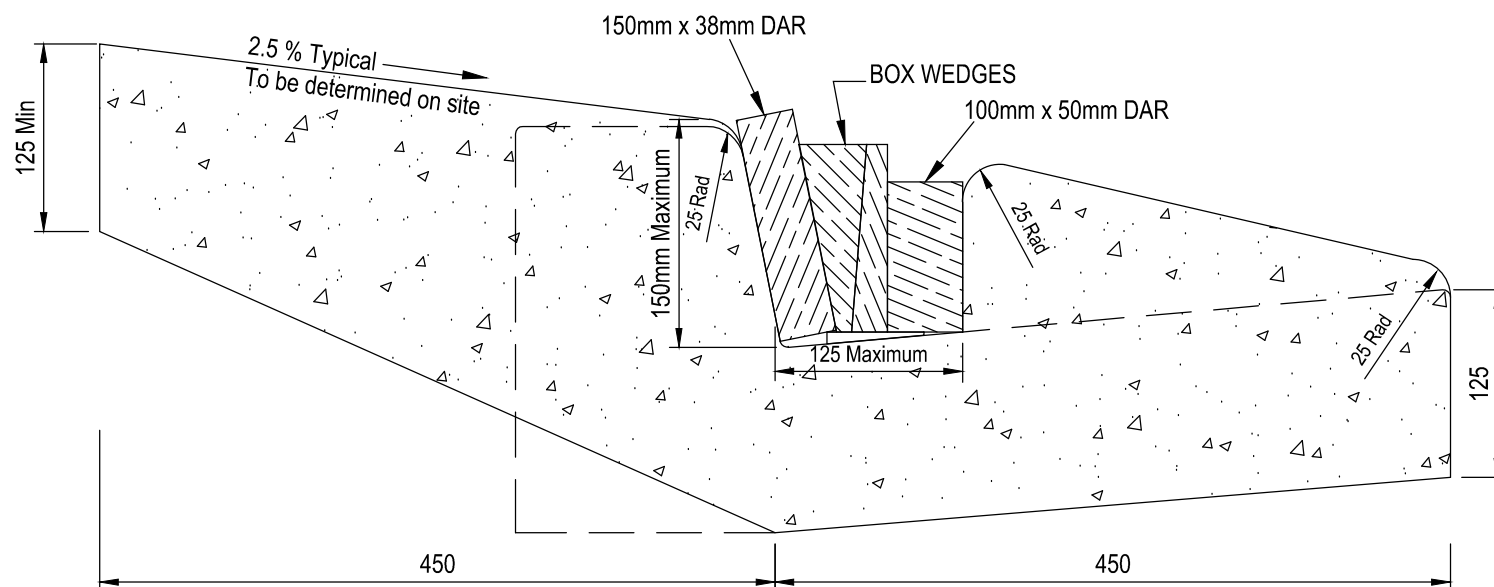 150mm x 38mm DAR
2.5 % Typical
To be determined on site
BOX WEDGES
100mm x 50mm DAR
125 Min
150mm Maximum
25 Rad
25 Rad
25 Rad
125 Maximum
125
450
450